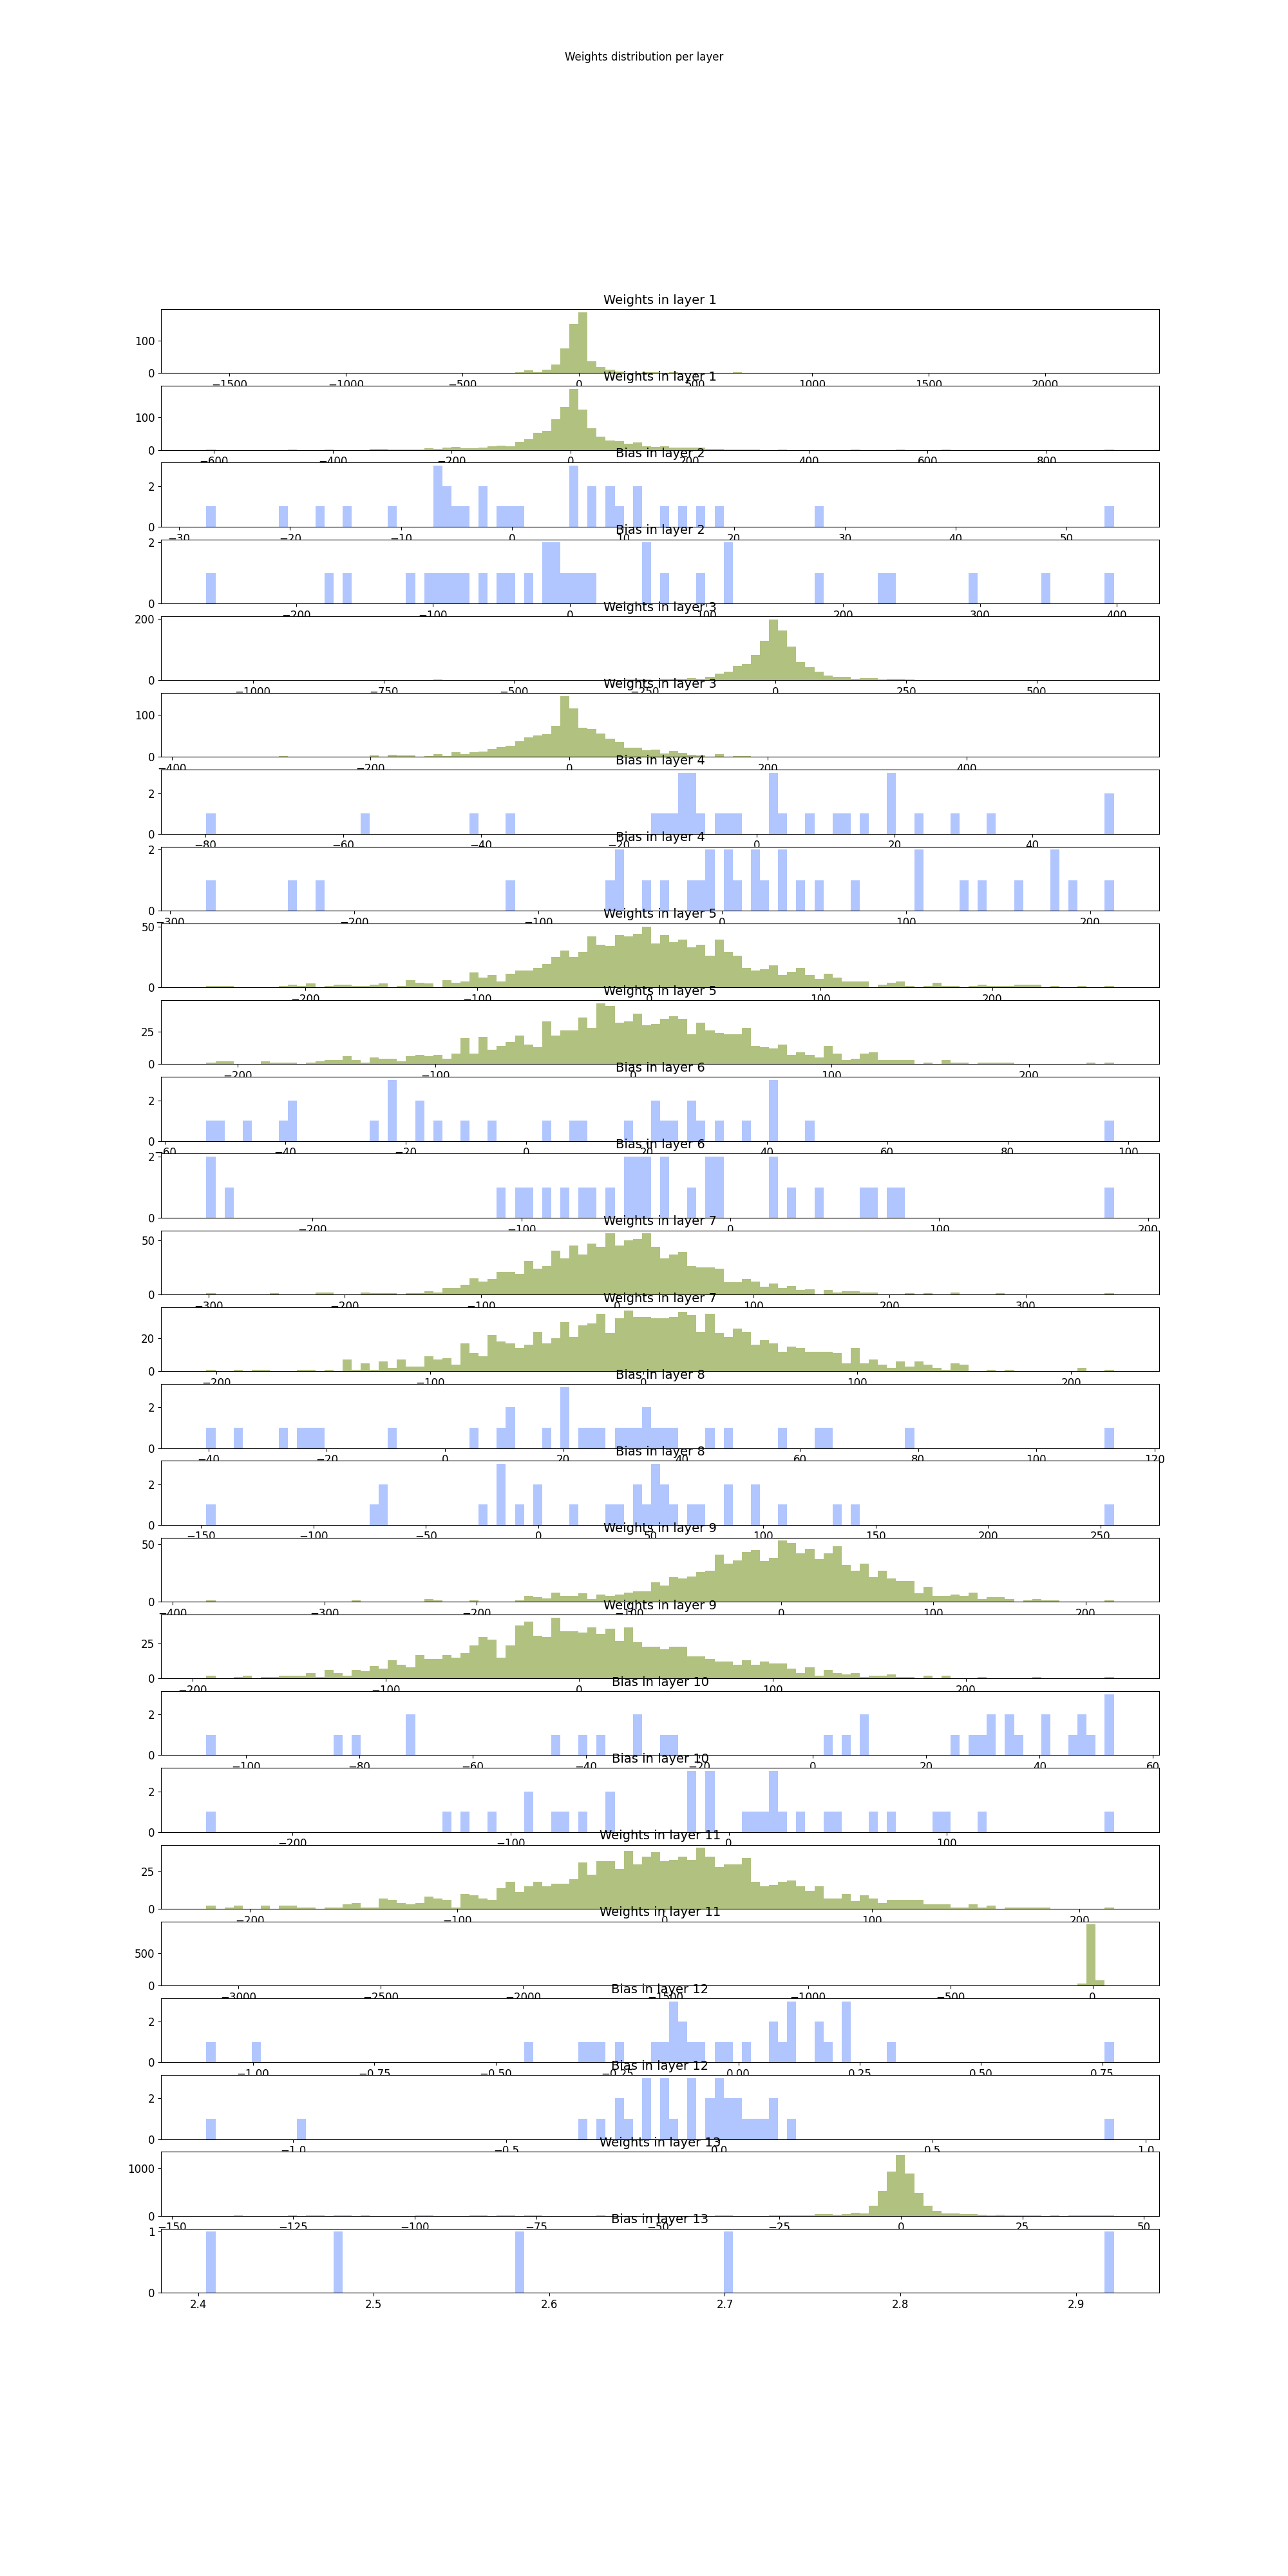 Weights distribution per layer
Weights in layer 1
100
0
−1500 −1000 −500 0 500 1000 1500 2000
Weights in layer 1
100
0
−600 −400 −200 0 200 400 600 800
Bias in layer 2
2
0
−30 −20 −10 0 10 20 30 40 50
Bias in layer 2
2
0
−200 −100 0 100 200 300 400
Weights in layer 3
200
0
−1000 −750 −500 −250 0 250 500
Weights in layer 3
100
0
−400 −200 0 200 400
Bias in layer 4
2
0
−80 −60 −40 −20 0 20 40
Bias in layer 4
2
0
−300 −200 −100 0 100 200
Weights in layer 5
50
0
−200 −100 0 100 200
Weights in layer 5
25
0
−200 −100 0 100 200
Bias in layer 6
2
0
−60 −40 −20 0 20 40 60 80 100
Bias in layer 6
2
0
−200 −100 0 100 200
Weights in layer 7
50
0
−300 −200 −100 0 100 200 300
Weights in layer 7
20
0
−200 −100 0 100 200
Bias in layer 8
2
0
−40 −20 0 20 40 60 80 100 120
Bias in layer 8
2
0
−150 −100 −50 0 50 100 150 200 250
Weights in layer 9
50
0
−400 −300 −200 −100 0 100 200
Weights in layer 9
25
0
−200 −100 0 100 200
Bias in layer 10
2
0
−100 −80 −60 −40 −20 0 20 40 60
Bias in layer 10
2
0
−200 −100 0 100
Weights in layer 11
25
0
−200 −100 0 100 200
Weights in layer 11
500
0
−3000 −2500 −2000 −1500 −1000 −500 0
Bias in layer 12
2
0
−1.00 −0.75 −0.50 −0.25 0.00 0.25 0.50 0.75
Bias in layer 12
2
0
−1.0 −0.5 0.0 0.5 1.0
Weights in layer 13
1000
0
−150 −125 −100 −75 −50 −25 0 25 50
Bias in layer 13
1
0
2.4 2.5 2.6 2.7 2.8 2.9